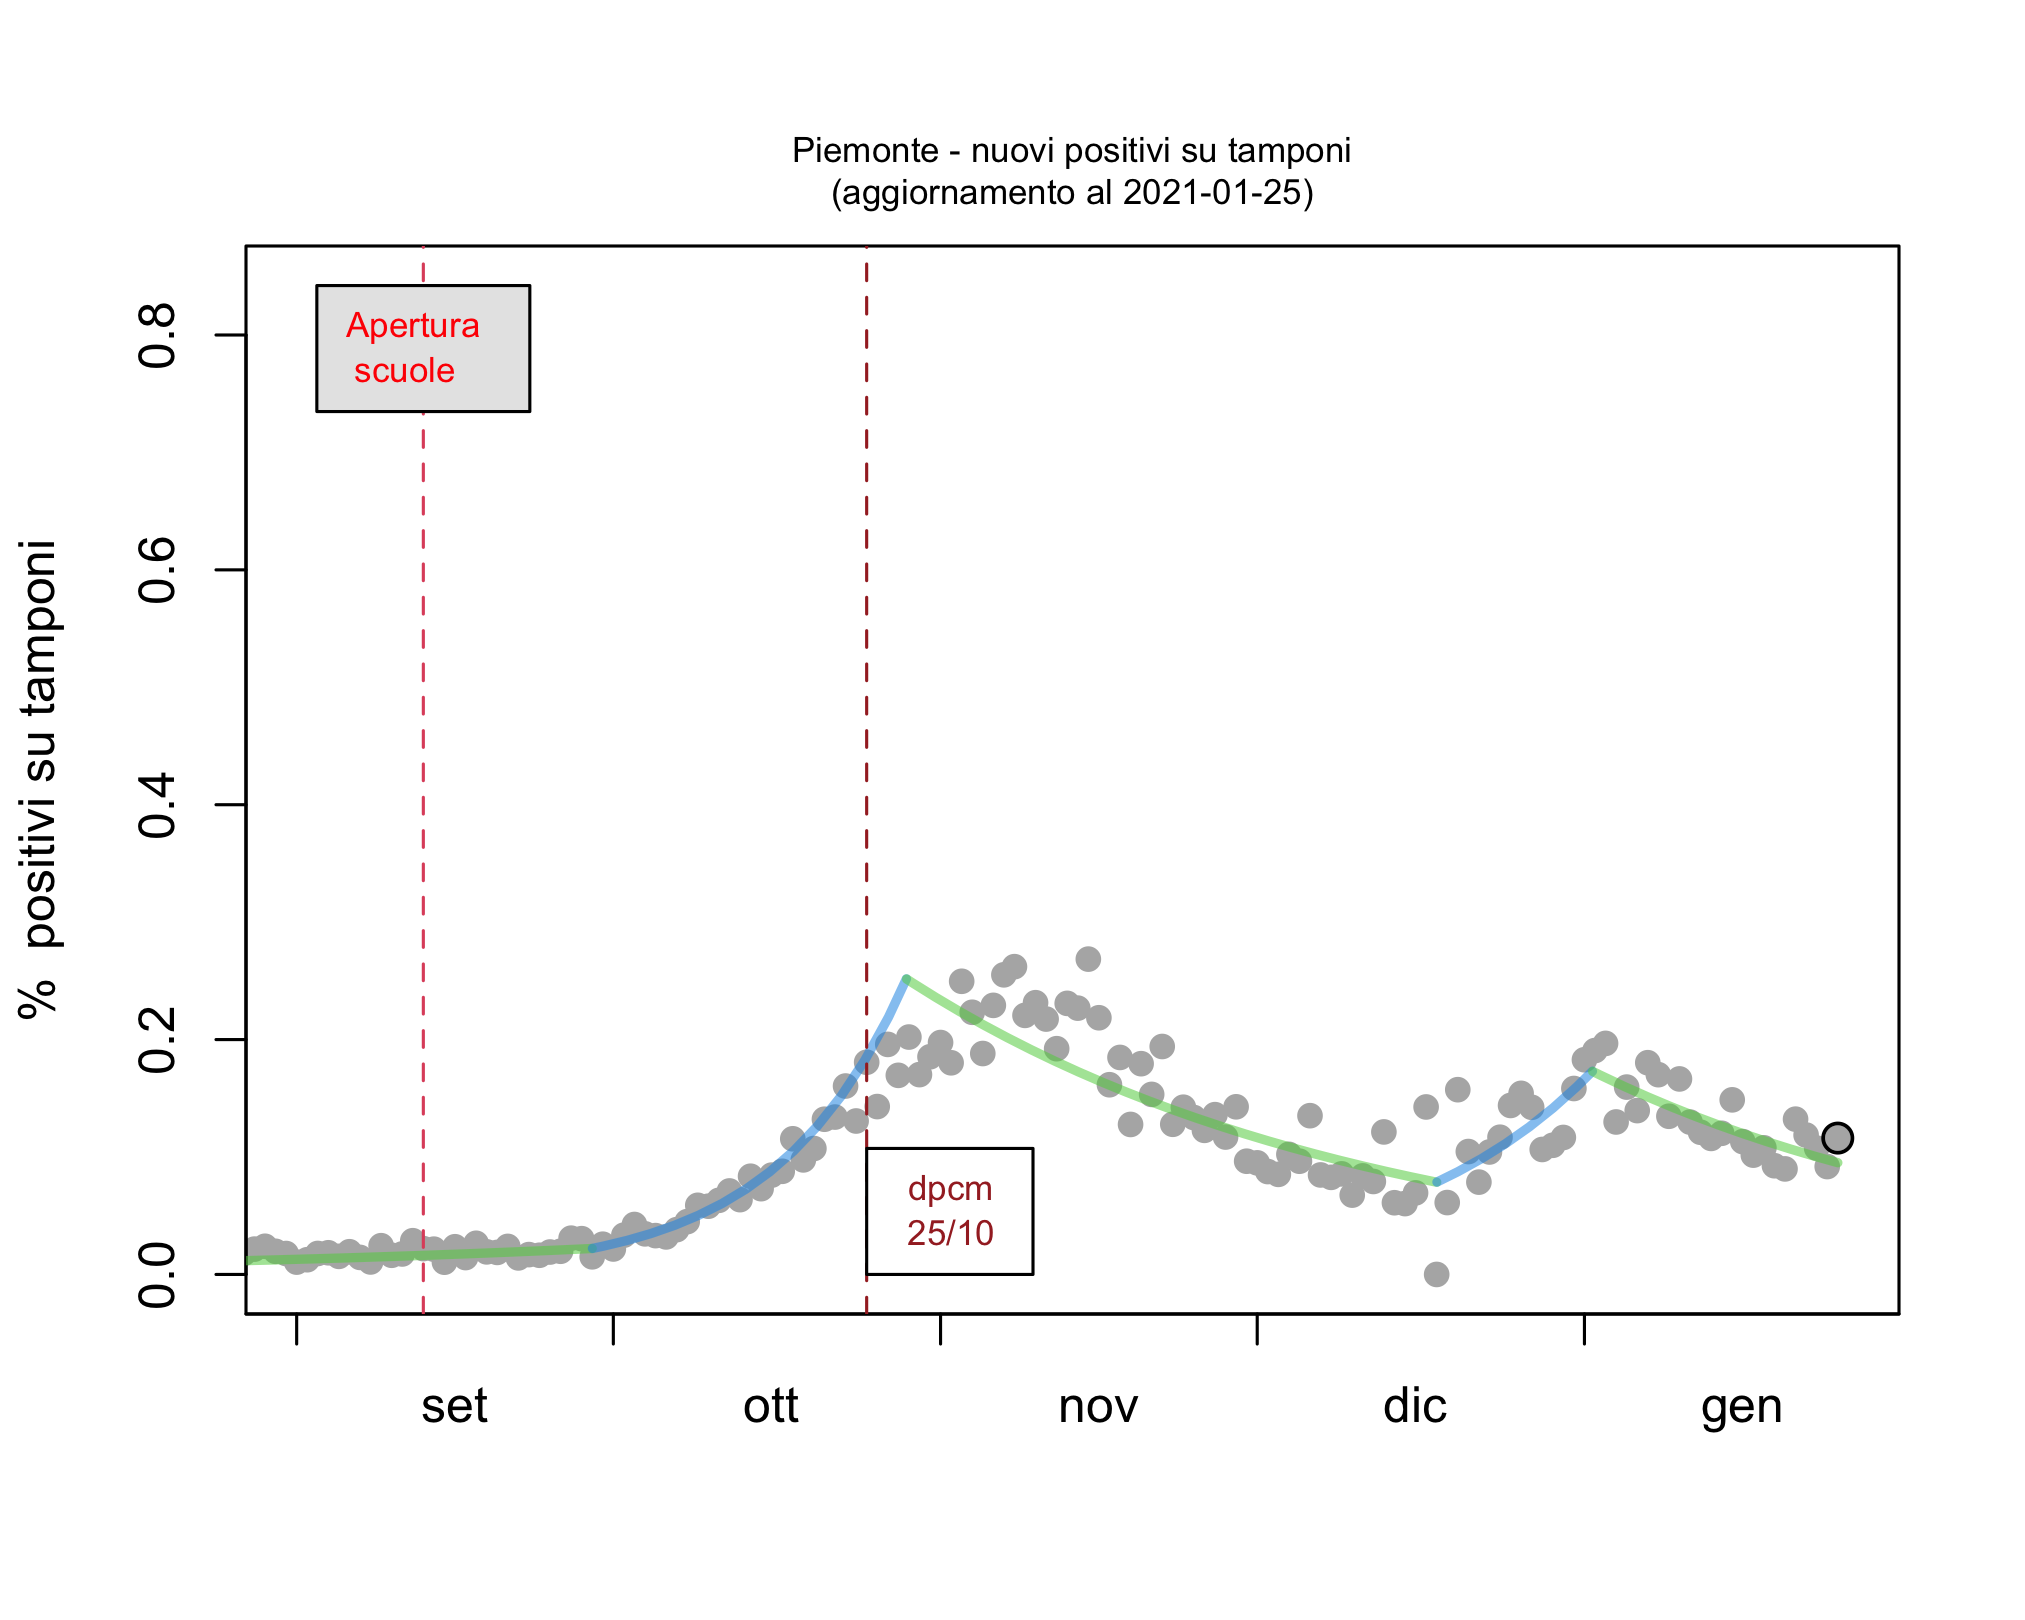 Piemonte - nuovi positivi su tamponi
(aggiornamento al 2021-01-25)
% positivi su tamponi
0.8
0.6
0.4
0.2
0.0
Apertura
scuole
dpcm
25/10
set
ott
nov
dic
gen